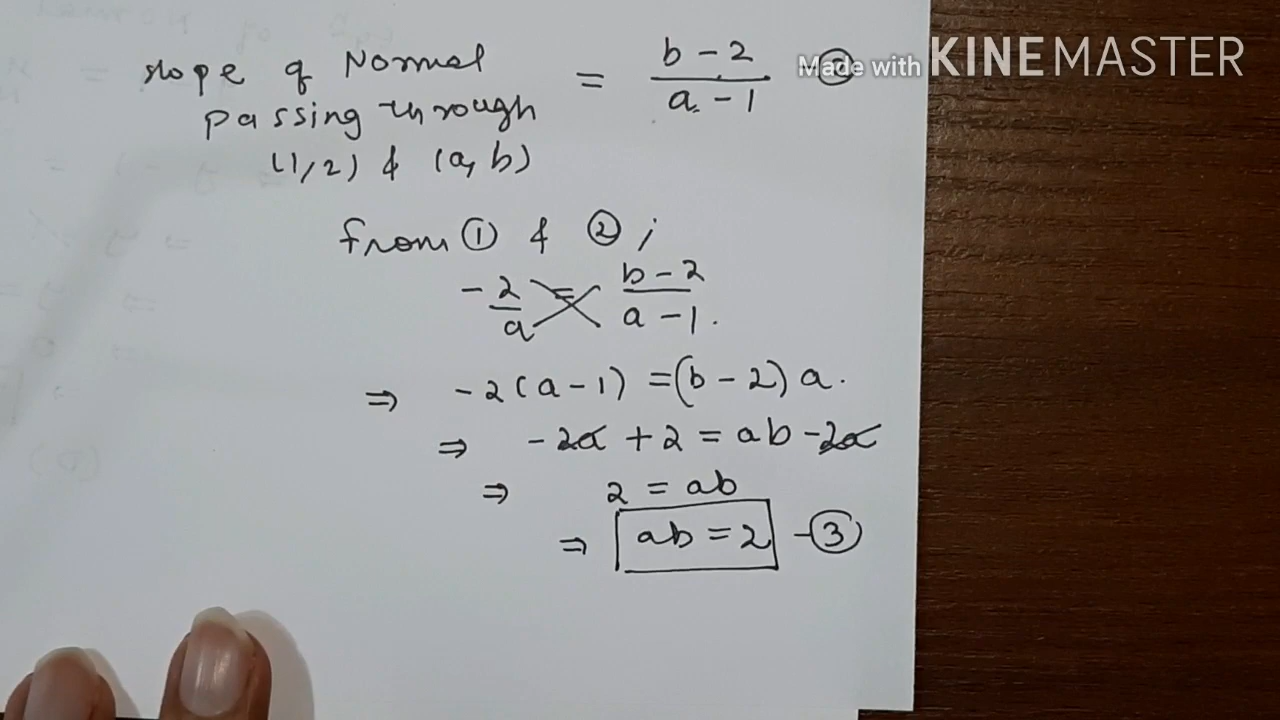 slope of Normal = b - 2 / a - 1 - ②
passing through
(1,2) & (a, b)
Made with KINEMASTER
from ① & ② ;
- 2 / a = b - 2 / a - 1 .
⇒ - 2 ( a - 1 ) = (b - 2) a .
⇒ - 2a + 2 = ab - 2a
⇒ 2 = ab
⇒ ab = 2 - ③